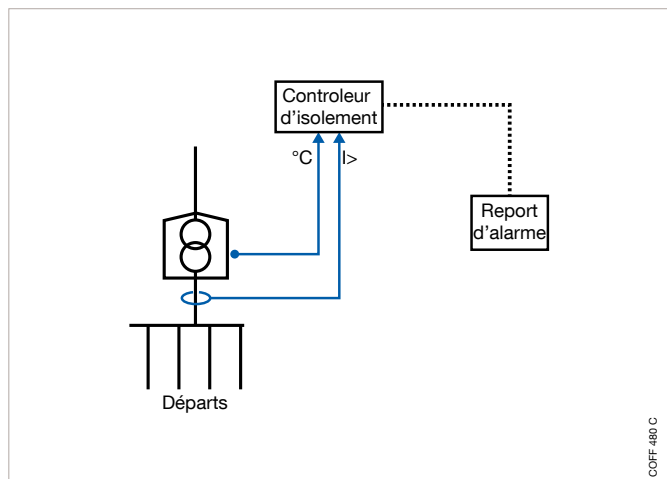 Controleur
d'isolement
°C
I>
Report
d'alarme
Départs
COFF 480 C